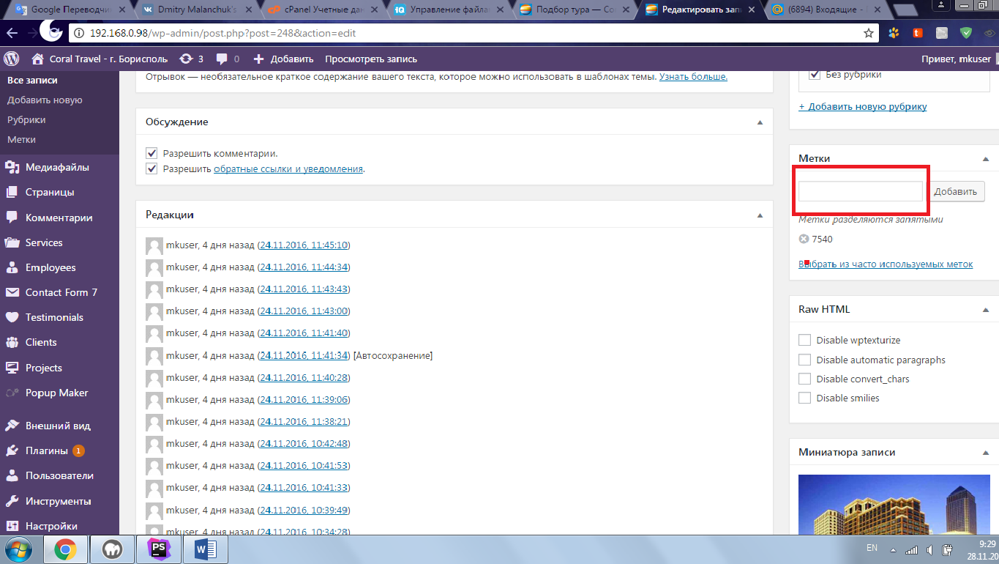 Google Переводчик
Dmitry Malanchuk's
cPanel Учетные дан
Управление файла
Подбор тура — Co
Редактировать запи
(6894) Входящие -
192.168.0.98/wp-admin/post.php?post=248&action=edit
Coral Travel - г. Борисполь
3
0
Добавить
Просмотреть запись
Привет, mkuser
Все записи
Добавить новую
Рубрики
Метки
Медиафайлы
Страницы
Комментарии
Services
Employees
Contact Form 7
Testimonials
Clients
Projects
Popup Maker
Внешний вид
Плагины 1
Пользователи
Инструменты
Настройки
Отрывок — необязательное краткое содержание вашего текста, которое можно использовать в шаблонах темы. Узнать больше.
Обсуждение
Разрешить комментарии.
Разрешить обратные ссылки и уведомления.
Редакции
mkuser, 4 дня назад (24.11.2016, 11:45:10)
mkuser, 4 дня назад (24.11.2016, 11:44:34)
mkuser, 4 дня назад (24.11.2016, 11:43:43)
mkuser, 4 дня назад (24.11.2016, 11:43:00)
mkuser, 4 дня назад (24.11.2016, 11:41:40)
mkuser, 4 дня назад (24.11.2016, 11:41:34) [Автосохранение]
mkuser, 4 дня назад (24.11.2016, 11:40:28)
mkuser, 4 дня назад (24.11.2016, 11:39:06)
mkuser, 4 дня назад (24.11.2016, 11:38:21)
mkuser, 4 дня назад (24.11.2016, 10:42:48)
mkuser, 4 дня назад (24.11.2016, 10:41:53)
mkuser, 4 дня назад (24.11.2016, 10:41:33)
mkuser, 4 дня назад (24.11.2016, 10:39:49)
mkuser, 4 дня назад (24.11.2016, 10:34:28)
Без рубрики
+ Добавить новую рубрику
Метки
Добавить
Метки разделяются запятыми
7540
Выбрать из часто используемых меток
Raw HTML
Disable wptexturize
Disable automatic paragraphs
Disable convert_chars
Disable smilies
Миниатюра записи
PS
W
EN
9:29
28.11.20